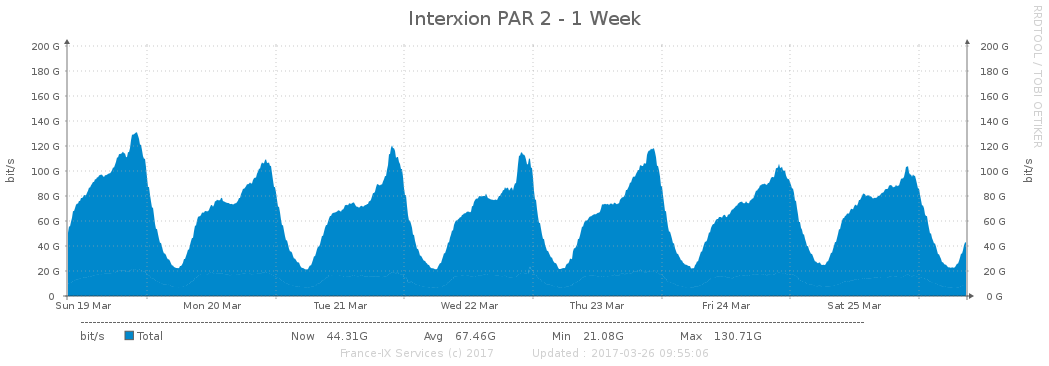 Interxion PAR 2 - 1 Week
RRDTOOL / TOBI OETIKER
200 G 200 G
180 G 180 G
160 G 160 G
140 G 140 G
120 G 120 G
100 G 100 G
80 G 80 G
60 G 60 G
40 G 40 G
20 G 20 G
0 0 G
bit/s bit/s
Sun 19 Mar Mon 20 Mar Tue 21 Mar Wed 22 Mar Thu 23 Mar Fri 24 Mar Sat 25 Mar
bit/s Total Now 44.31G Avg 67.46G Min 21.08G Max 130.71G
France-IX Services (c) 2017 Updated : 2017-03-26 09:55:06